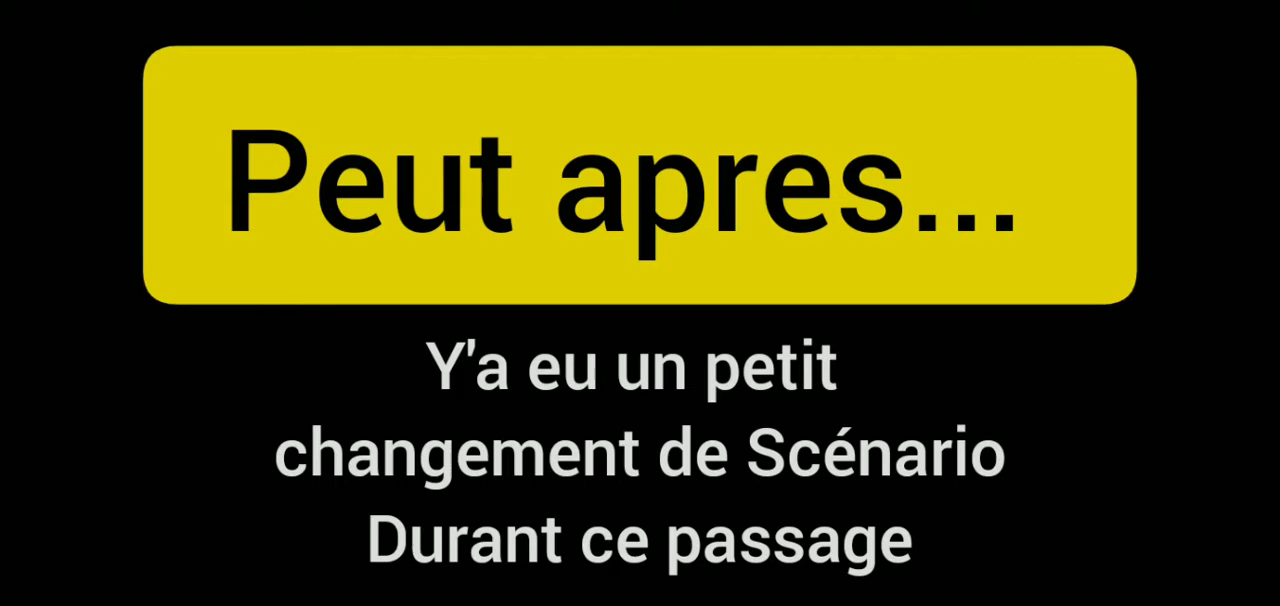 Peut apres...
Y'a eu un petit
changement de Scénario
Durant ce passage